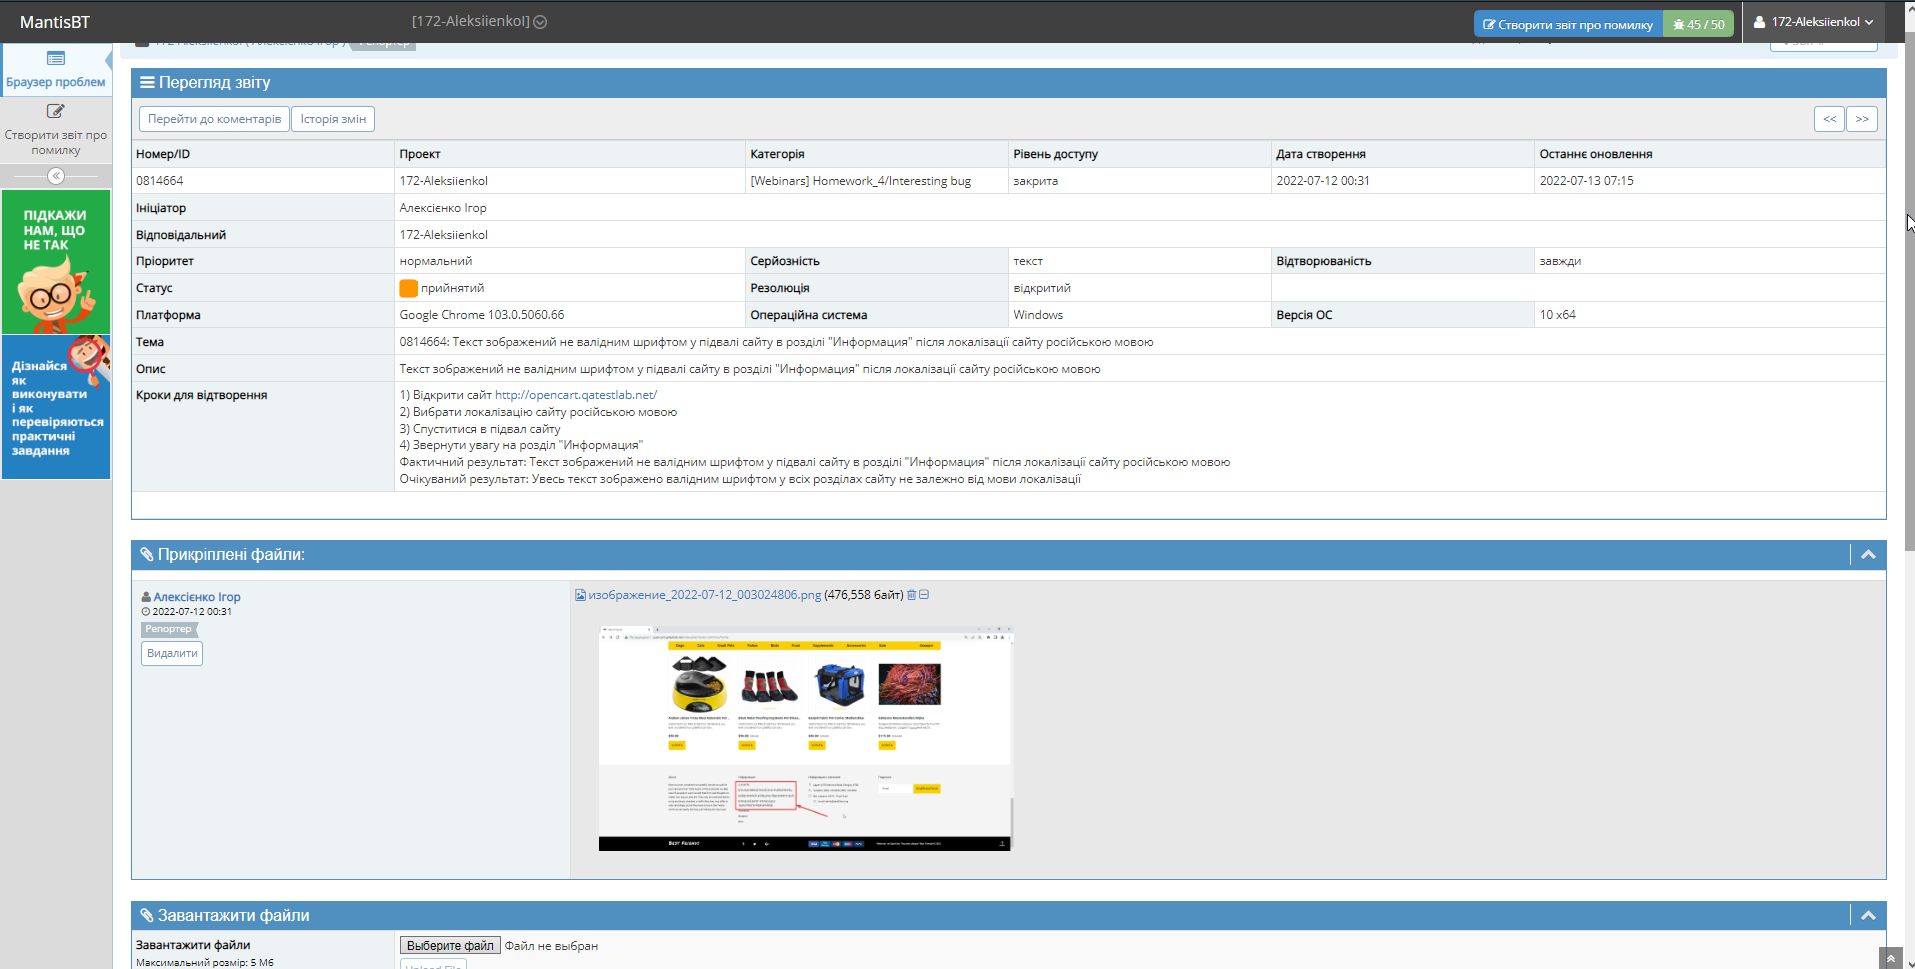 MantisBT
[172-AleksiienkoI]
Створити звіт про помилку
45 / 50
172-AleksiienkoI
Браузер проблем
Створити звіт про
помилку
ПІДКАЖИ
НАМ, ЩО
НЕ ТАК
Дізнайся
як
виконувати
і як
перевіряються
практичні
завдання
Перегляд звіту
Перейти до коментарів
Історія змін
<<
>>
Номер/ID Проект Категорія Рівень доступу Дата створення Останнє оновлення
0814664 172-AleksiienkoI [Webinars] Homework_4/Interesting bug закрита 2022-07-12 00:31 2022-07-13 07:15
Ініціатор Алексієнко Ігор
Відповідальний 172-AleksiienkoI
Пріоритет нормальний Серйозність текст Відтворюваність завжди
Статус прийнятий Резолюція відкритий
Платформа Google Chrome 103.0.5060.66 Операційна система Windows Версія ОС 10 x64
Тема 0814664: Текст зображений не валідним шрифтом у підвалі сайту в розділі "Информация" після локалізації сайту російською мовою
Опис Текст зображений не валідним шрифтом у підвалі сайту в розділі "Информация" після локалізації сайту російською мовою
Кроки для відтворення 1) Відкрити сайт http://opencart.qatestlab.net/
2) Вибрати локалізацію сайту російською мовою
3) Спуститися в підвал сайту
4) Звернути увагу на розділ "Информация"
Фактичний результат: Текст зображений не валідним шрифтом у підвалі сайту в розділі "Информация" після локалізації сайту російською мовою
Очікуваний результат: Увесь текст зображено валідним шрифтом у всіх розділах сайту не залежно від мови локалізації
Прикріплені файли:
Алексієнко Ігор
2022-07-12 00:31
Репортер
Видалити
изображение_2022-07-12_003024806.png (476,558 байт)
Завантажити файли
Завантажити файли Выберите файл Файл не выбран
Максимальний розмір: 5 Мб
Upload File